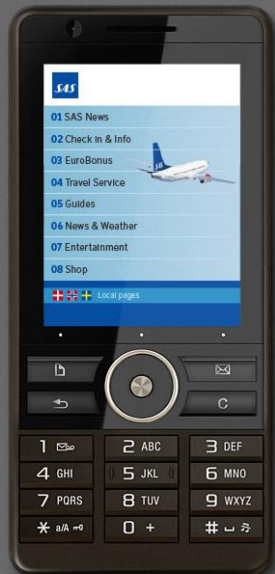 SAS
01 SAS News
02 Check in & Info
03 EuroBonus
04 Travel Service
05 Guides
06 News & Weather
07 Entertainment
08 Shop
Local pages
C
1
2 ABC
3 DEF
4 GHI
5 JKL
6 MNO
7 PQRS
8 TUV
9 WXYZ
* a/A
0 +
#